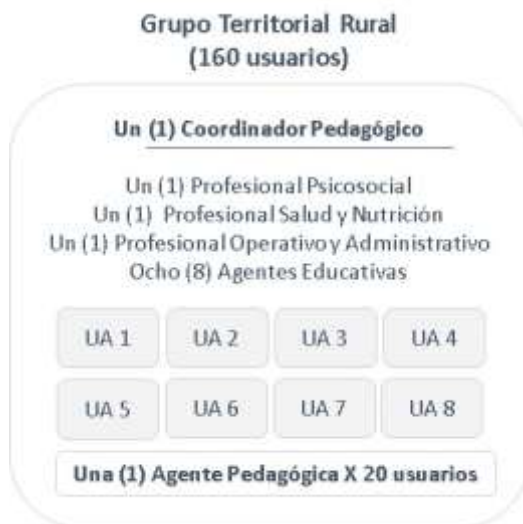 Grupo Territorial Rural
(160 usuarios)
Un (1) Coordinador Pedagógico
Un (1) Profesional Psicosocial
Un (1) Profesional Salud y Nutrición
Un (1) Profesional Operativo y Administrativo
Ocho (8) Agentes Educativas
UA 1 UA 2 UA 3 UA 4
UA 5 UA 6 UA 7 UA 8
Una (1) Agente Pedagógica X 20 usuarios